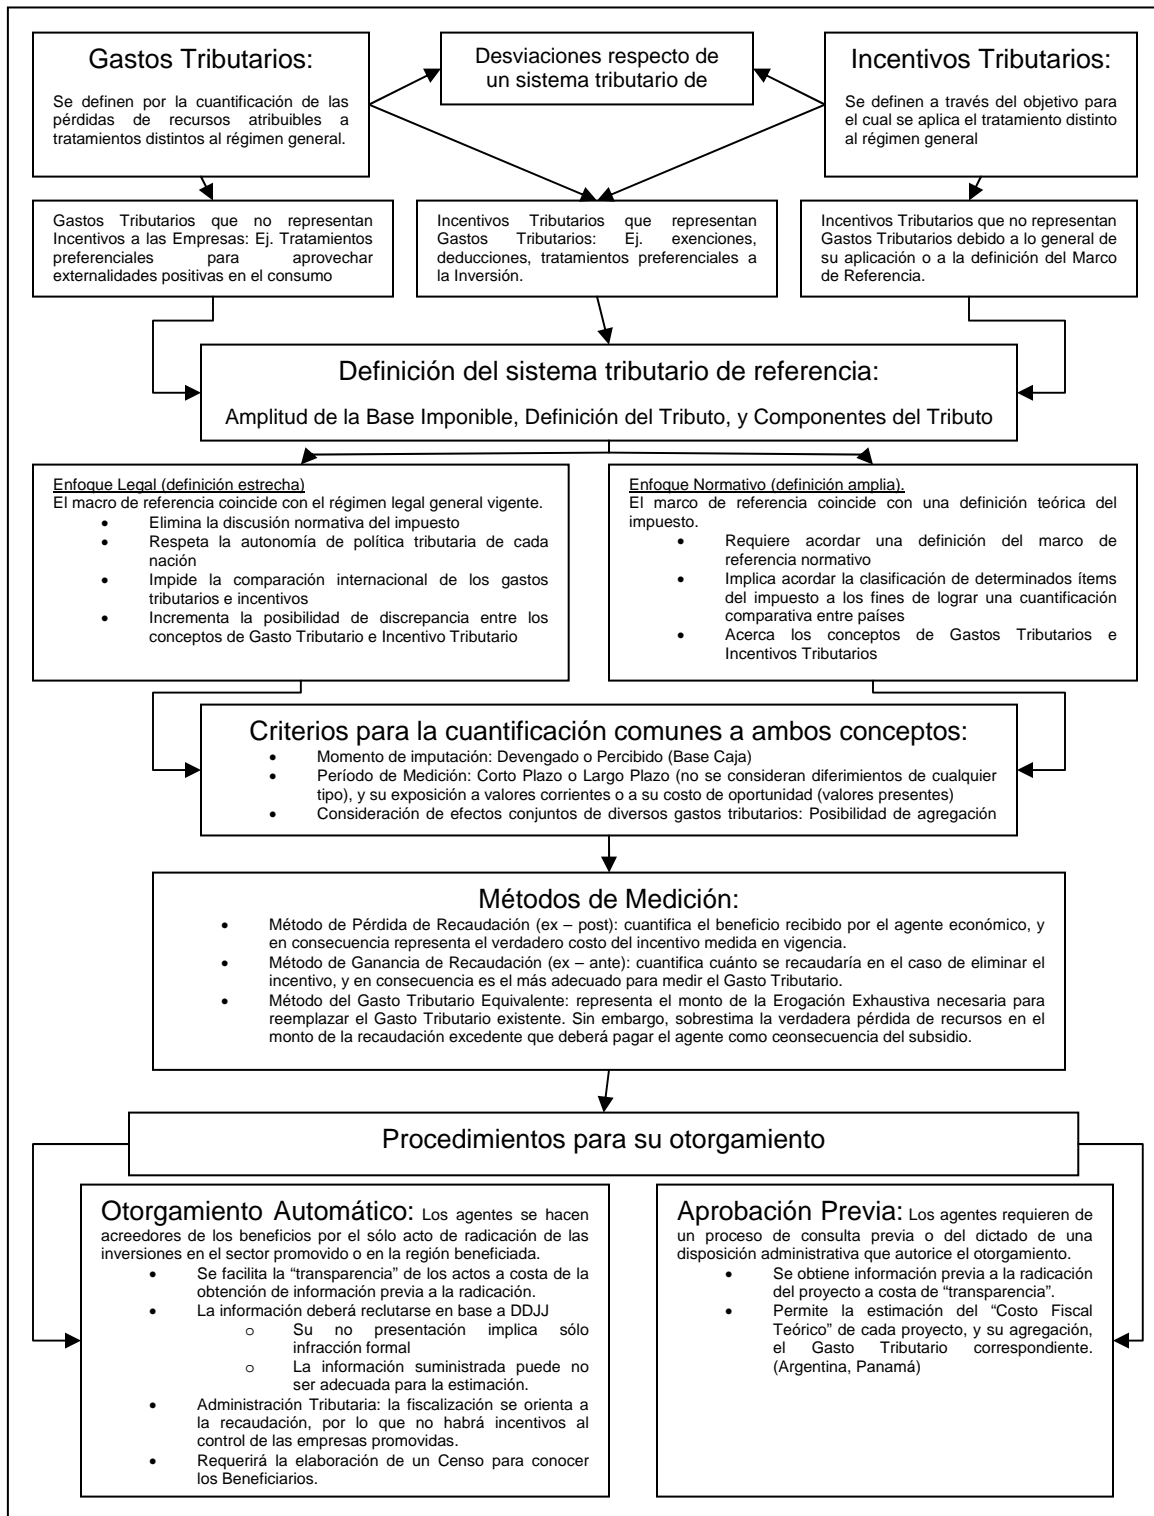 Gastos Tributarios:
Se definen por la cuantificación de las
pérdidas de recursos atribuibles a
tratamientos distintos al régimen general.
Desviaciones respecto de
un sistema tributario de
Incentivos Tributarios:
Se definen a través del objetivo para
el cual se aplica el tratamiento distinto
al régimen general
Gastos Tributarios que no representan
Incentivos a las Empresas: Ej. Tratamientos
preferenciales para aprovechar
externalidades positivas en el consumo
Incentivos Tributarios que representan
Gastos Tributarios: Ej. exenciones,
deducciones, tratamientos preferenciales a
la Inversión.
Incentivos Tributarios que no representan
Gastos Tributarios debido a lo general de
su aplicación o a la definición del Marco
de Referencia.
Definición del sistema tributario de referencia:
Amplitud de la Base Imponible, Definición del Tributo, y Componentes del Tributo
Enfoque Legal (definición estrecha)
El macro de referencia coincide con el régimen legal general vigente.
• Elimina la discusión normativa del impuesto
• Respeta la autonomía de política tributaria de cada
nación
• Impide la comparación internacional de los gastos
tributarios e incentivos
• Incrementa la posibilidad de discrepancia entre los
conceptos de Gasto Tributario e Incentivo Tributario
Enfoque Normativo (definición amplia).
El marco de referencia coincide con una definición teórica del
impuesto.
• Requiere acordar una definición del marco de
referencia normativo
• Implica acordar la clasificación de determinados ítems
del impuesto a los fines de lograr una cuantificación
comparativa entre países
• Acerca los conceptos de Gastos Tributarios e
Incentivos Tributarios
Criterios para la cuantificación comunes a ambos conceptos:
• Momento de imputación: Devengado o Percibido (Base Caja)
• Período de Medición: Corto Plazo o Largo Plazo (no se consideran diferimientos de cualquier
tipo), y su exposición a valores corrientes o a su costo de oportunidad (valores presentes)
• Consideración de efectos conjuntos de diversos gastos tributarios: Posibilidad de agregación
Métodos de Medición:
• Método de Pérdida de Recaudación (ex – post): cuantifica el beneficio recibido por el agente económico, y
en consecuencia representa el verdadero costo del incentivo medida en vigencia.
• Método de Ganancia de Recaudación (ex – ante): cuantifica cuánto se recaudaría en el caso de eliminar el
incentivo, y en consecuencia es el más adecuado para medir el Gasto Tributario.
• Método del Gasto Tributario Equivalente: representa el monto de la Erogación Exhaustiva necesaria para
reemplazar el Gasto Tributario existente. Sin embargo, sobrestima la verdadera pérdida de recursos en el
monto de la recaudación excedente que deberá pagar el agente como ceonsecuencia del subsidio.
Procedimientos para su otorgamiento
Otorgamiento Automático: Los agentes se hacen
acreedores de los beneficios por el sólo acto de radicación de las
inversiones en el sector promovido o en la región beneficiada.
• Se facilita la “transparencia” de los actos a costa de la
obtención de información previa a la radicación.
• La información deberá reclutarse en base a DDJJ
o Su no presentación implica sólo
infracción formal
o La información suministrada puede no
ser adecuada para la estimación.
• Administración Tributaria: la fiscalización se orienta a
la recaudación, por lo que no habrá incentivos al
control de las empresas promovidas.
• Requerirá la elaboración de un Censo para conocer
los Beneficiarios.
Aprobación Previa: Los agentes requieren de
un proceso de consulta previa o del dictado de una
disposición administrativa que autorice el otorgamiento.
• Se obtiene información previa a la radicación
del proyecto a costa de “transparencia”.
• Permite la estimación del “Costo Fiscal
Teórico” de cada proyecto, y su agregación,
el Gasto Tributario correspondiente.
(Argentina, Panamá)